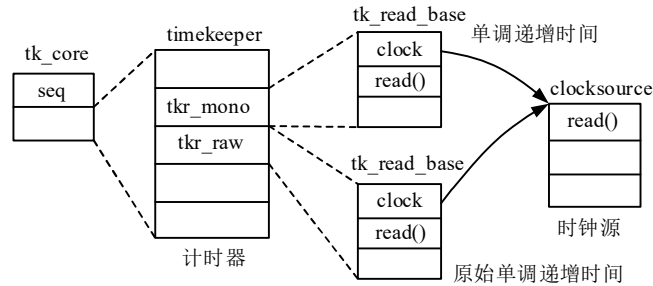 tk_core
seq
timekeeper
tkr_mono
tkr_raw
计时器
tk_read_base
clock
read()
单调递增时间
tk_read_base
clock
read()
原始单调递增时间
clocksource
read()
时钟源